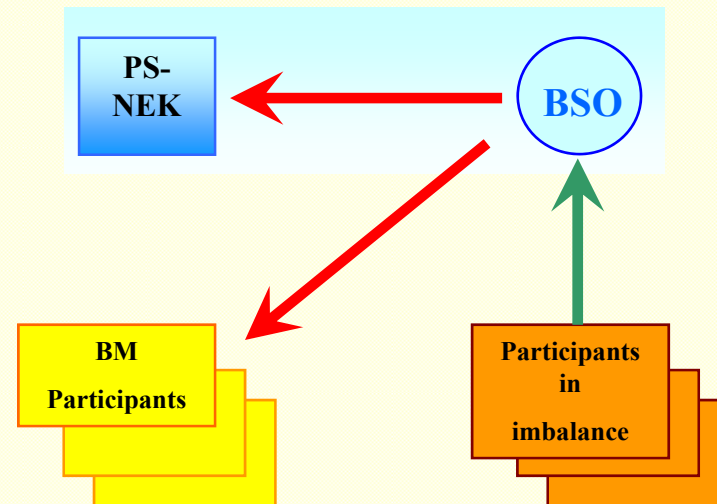 PS-
NEK
BSO
BM
Participants
Participants
in
imbalance